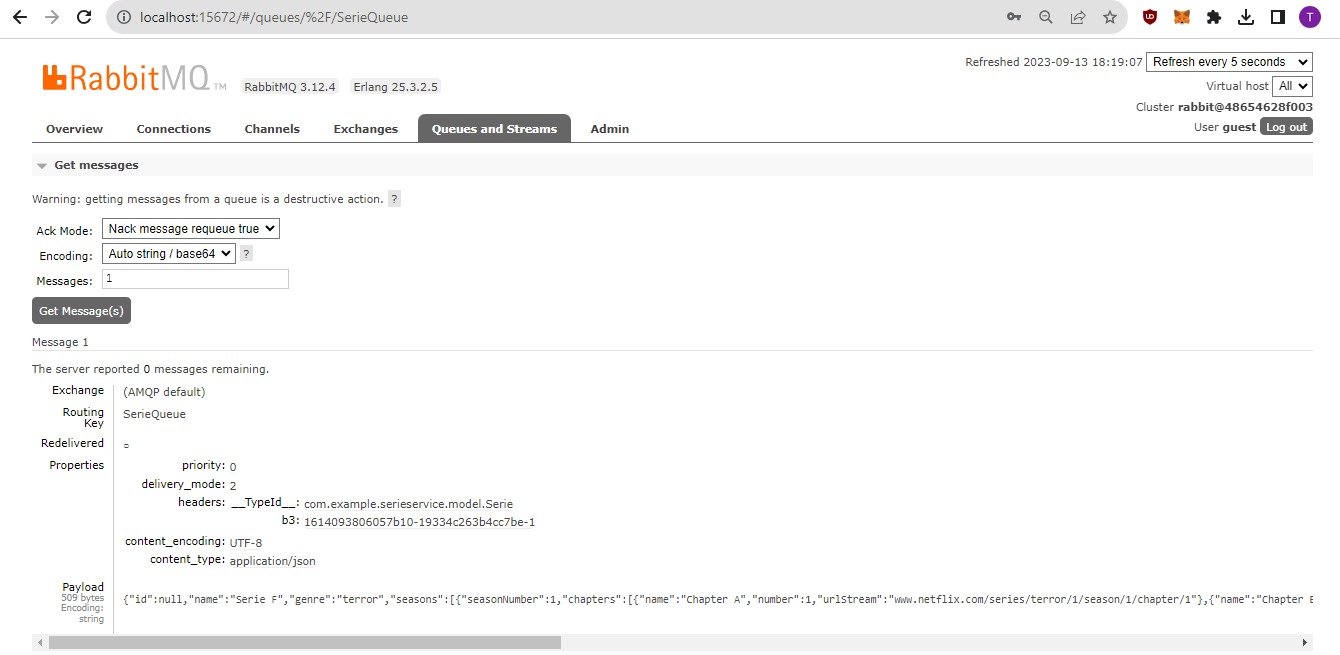 localhost:15672/#/queues/%2F/SerieQueue
T
RabbitMQ TM RabbitMQ 3.12.4 Erlang 25.3.2.5
Refreshed 2023-09-13 18:19:07 Refresh every 5 seconds
Virtual host All
Cluster rabbit@48654628f003
User guest Log out
Overview Connections Channels Exchanges Queues and Streams Admin
Get messages
Warning: getting messages from a queue is a destructive action. ?
Ack Mode: Nack message requeue true
Encoding: Auto string / base64 ?
Messages: 1
Get Message(s)
Message 1
The server reported 0 messages remaining.
Exchange (AMQP default)
Routing Key SerieQueue
Redelivered ○
Properties priority: 0
delivery_mode: 2
headers: __TypeId__: com.example.serieservice.model.Serie
b3: 1614093806057b10-19334c263b4cc7be-1
content_encoding: UTF-8
content_type: application/json
Payload
509 bytes
Encoding: string
{"id":null,"name":"Serie F","genre":"terror","seasons":[{"seasonNumber":1,"chapters":[{"name":"Chapter A","number":1,"urlStream":"www.netflix.com/series/terror/1/season/1/chapter/1"},{"name":"Chapter